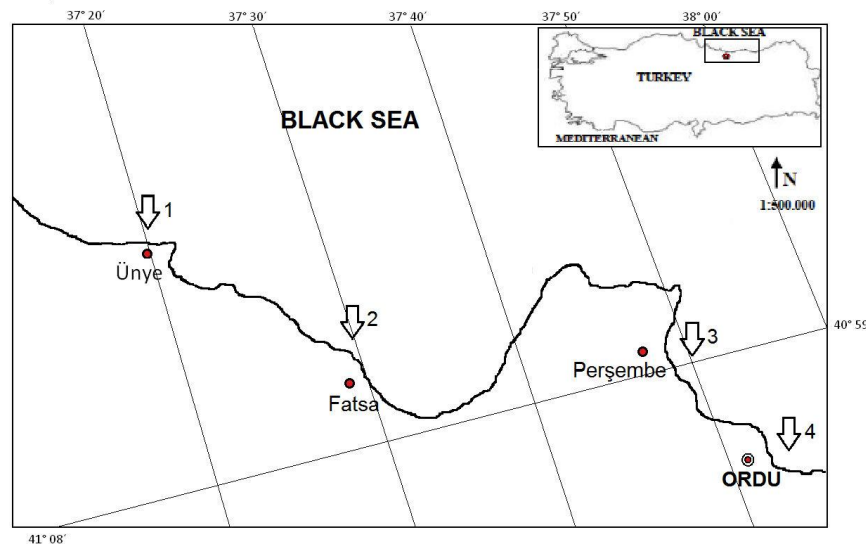 37° 20'
37° 30'
37° 40'
37° 50'
38° 00'
BLACK SEA
TURKEY
MEDITERRANEAN
BLACK SEA
N
1:500.000
1
Ünye
2
Fatsa
3
Perşembe
40° 59'
4
ORDU
41° 08'